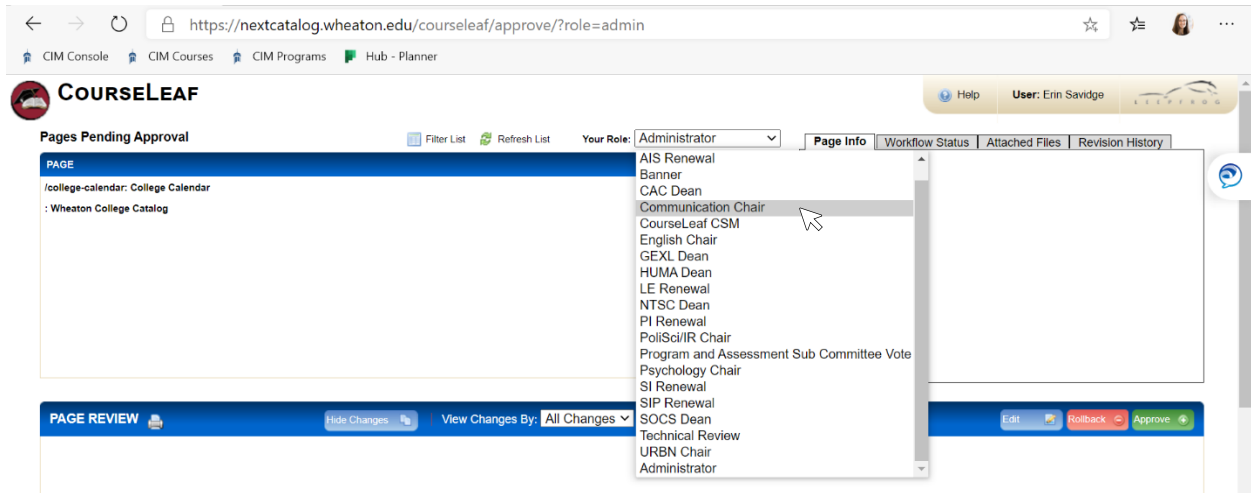 https://nextcatalog.wheaton.edu/courseleaf/approve/?role=admin
CIM Console CIM Courses CIM Programs Hub - Planner
COURSELEAF
Help User: Erin Savidge LEEPFROG
Pages Pending Approval Filter List Refresh List Your Role: Administrator Page Info Workflow Status Attached Files Revision History
PAGE
/college-calendar: College Calendar
: Wheaton College Catalog
AIS Renewal
Banner
CAC Dean
Communication Chair
CourseLeaf CSM
English Chair
GEXL Dean
HUMA Dean
LE Renewal
NTSC Dean
PI Renewal
PoliSci/IR Chair
Program and Assessment Sub Committee Vote
Psychology Chair
SI Renewal
SIP Renewal
SOCS Dean
Technical Review
URBN Chair
Administrator
PAGE REVIEW Hide Changes View Changes By: All Changes Edit Rollback Approve